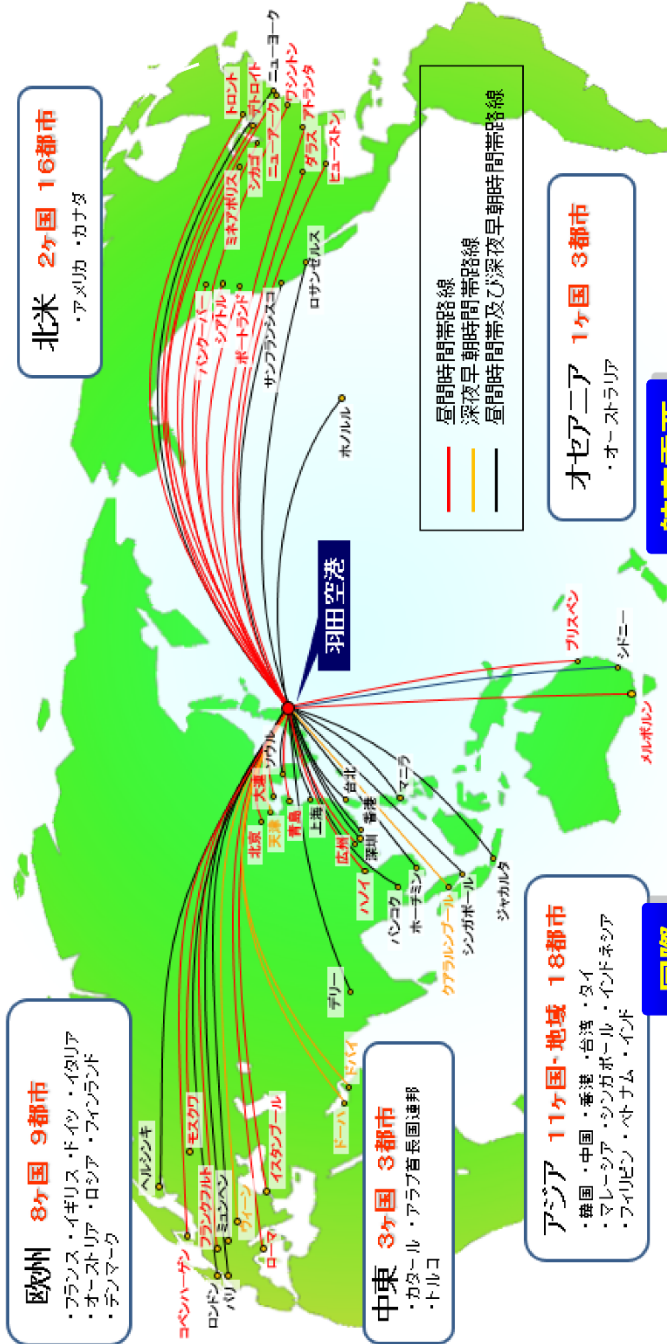 欧州 8ヶ国 9都市
・フランス ・イギリス ・ドイツ ・イタリア
・オーストリア ・ロシア ・フィンランド
・デンマーク
北米 2ヶ国 16都市
・アメリカ ・カナダ
中東 3ヶ国 3都市
・カタール ・アラブ首長国連邦
・トルコ
アジア 11ヶ国・地域 18都市
・韓国 ・中国 ・香港 ・台湾 ・タイ
・マレーシア ・シンガポール ・インドネシア
・フィリピン ・ベトナム ・インド
オセアニア 1ヶ国 3都市
・オーストラリア
昼間時間帯路線
深夜早朝時間帯路線
昼間時間帯及び深夜早朝時間帯路線
羽田空港
ヘルシンキ
コペンハーゲン
モスクワ
ロンドン
フランクフルト
パリ
ミュンヘン
ウィーン
ローマ
イスタンブール
ドーハ
ドバイ
デリー
北京
大連
天津
ソウル
青島
上海
台北
香港
広州
深圳
ハノイ
マニラ
バンコク
ホーチミン
クアラルンプール
シンガポール
ジャカルタ
ブリスベン
シドニー
メルボルン
ホノルル
バンクーバー
シアトル
ポートランド
サンフランシスコ
ロサンゼルス
トロント
デトロイト
ミネアポリス
シカゴ
ニューヨーク
ニューアーク
ワシントン
アトランタ
ダラス
ヒューストン